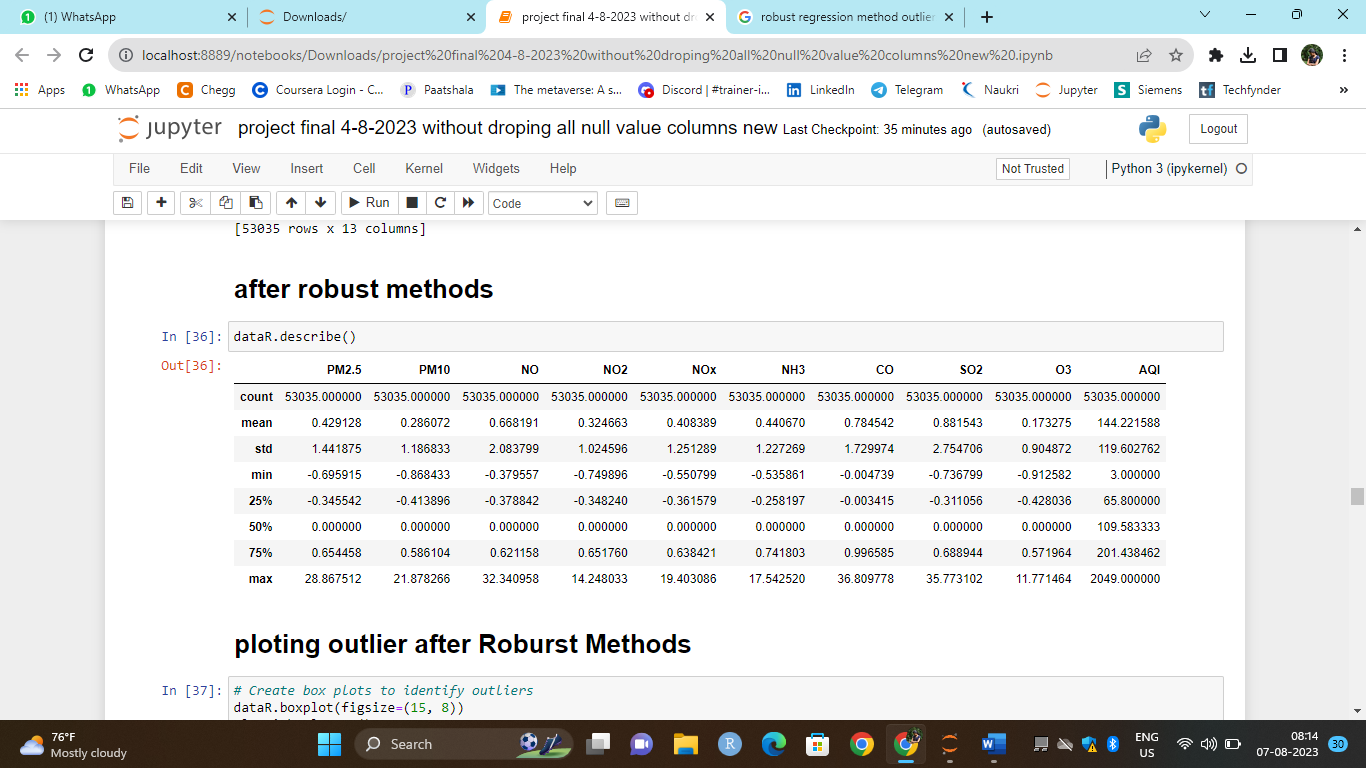 (1) WhatsApp
Downloads/
project final 4-8-2023 without dr
robust regression method outlier
localhost:8889/notebooks/Downloads/project%20final%204-8-2023%20without%20droping%20all%20null%20value%20columns%20new%20.ipynb
Apps WhatsApp Chegg Coursera Login - C... Paatshala The metaverse: A s... Discord | #trainer-i... LinkedIn Telegram Naukri Jupyter Siemens Techfynder »
jupyter project final 4-8-2023 without droping all null value columns new Last Checkpoint: 35 minutes ago (autosaved) Logout
File Edit View Insert Cell Kernel Widgets Help Not Trusted Python 3 (ipykernel)
Run Code
[53035 rows x 13 columns]
after robust methods
In [36]: dataR.describe()
Out[36]:
PM2.5 PM10 NO NO2 NOx NH3 CO SO2 O3 AQI
count 53035.000000 53035.000000 53035.000000 53035.000000 53035.000000 53035.000000 53035.000000 53035.000000 53035.000000 53035.000000
mean 0.429128 0.286072 0.668191 0.324663 0.408389 0.440670 0.784542 0.881543 0.173275 144.221588
std 1.441875 1.186833 2.083799 1.024596 1.251289 1.227269 1.729974 2.754706 0.904872 119.602762
min -0.695915 -0.868433 -0.379557 -0.749896 -0.550799 -0.535861 -0.004739 -0.736799 -0.912582 3.000000
25% -0.345542 -0.413896 -0.378842 -0.348240 -0.361579 -0.258197 -0.003415 -0.311056 -0.428036 65.800000
50% 0.000000 0.000000 0.000000 0.000000 0.000000 0.000000 0.000000 0.000000 0.000000 109.583333
75% 0.654458 0.586104 0.621158 0.651760 0.638421 0.741803 0.996585 0.688944 0.571964 201.438462
max 28.867512 21.878266 32.340958 14.248033 19.403086 17.542520 36.809778 35.773102 11.771464 2049.000000
ploting outlier after Roburst Methods
In [37]: # Create box plots to identify outliers
dataR.boxplot(figsize=(15, 8))
76°F
Mostly cloudy
Search
ENG
US
08:14
07-08-2023
30